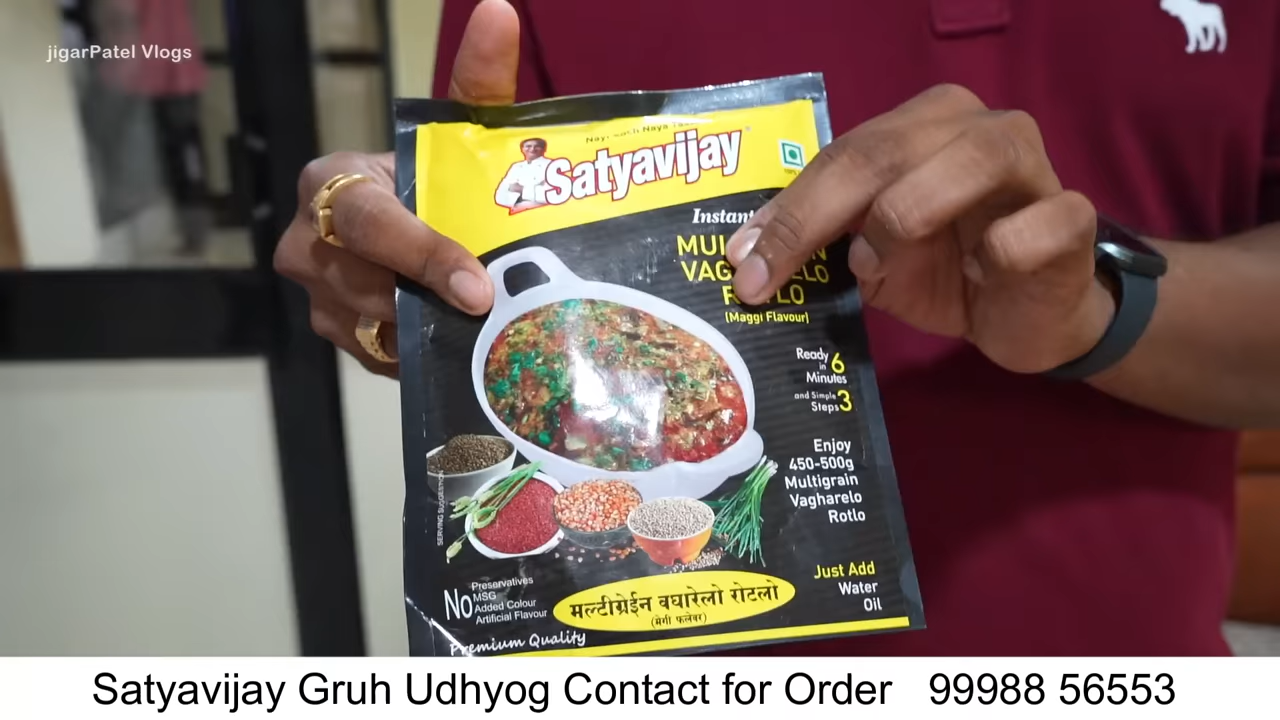 jigarPatel Vlogs
Satyavijay
Instant
(Maggi Flavour)
Ready
in 6
Minutes
and Simple
Steps 3
Enjoy
450-500g
Multigrain
Vagharelo
Rotlo
SERVING SUGGESTION
Just Add
Water
Oil
No
Preservatives
MSG
Added Colour
Artificial Flavour
मल्टीग्रेईन वघारेलो रोटलो
(मेगी फलेवर)
Premium Quality
Satyavijay Gruh Udhyog Contact for Order 99988 56553